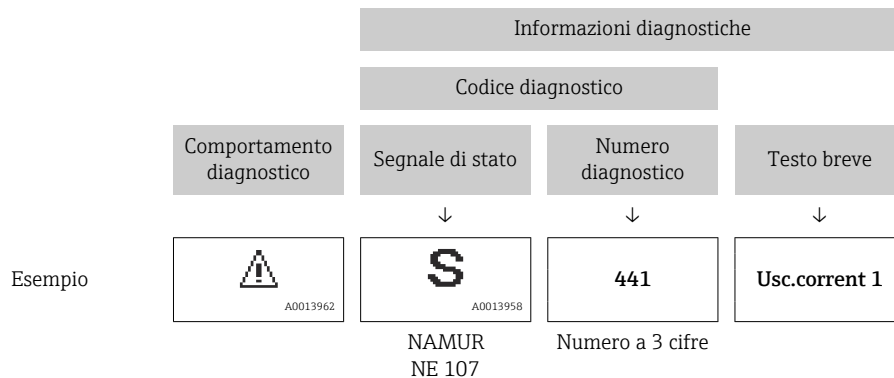 Informazioni diagnostiche
Codice diagnostico
Comportamento
diagnostico
Segnale di stato
Numero
diagnostico
Testo breve
↓ ↓ ↓
Esempio
A0013962
S
A0013958
441
Usc.corrent 1
NAMUR
NE 107
Numero a 3 cifre